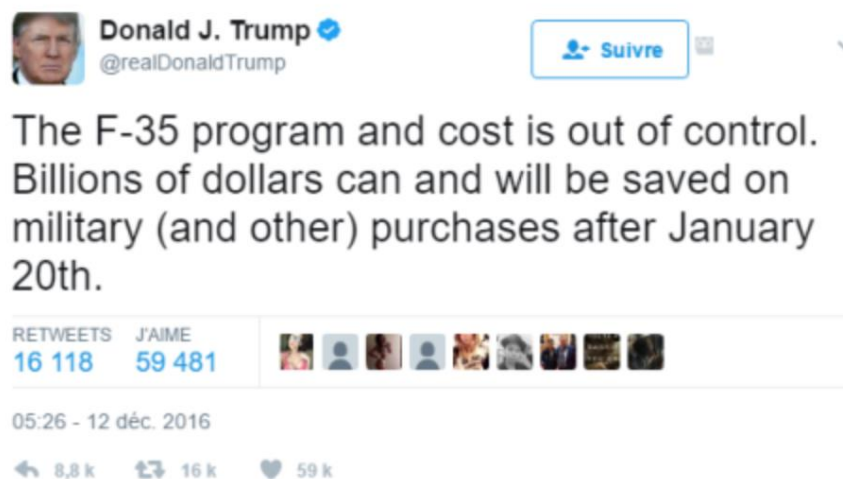 Donald J. Trump
@realDonaldTrump
Suivre
The F-35 program and cost is out of control.
Billions of dollars can and will be saved on
military (and other) purchases after January
20th.
RETWEETS J'AIME
16 118 59 481
05:26 - 12 déc. 2016
8,8 k 16 k 59 k